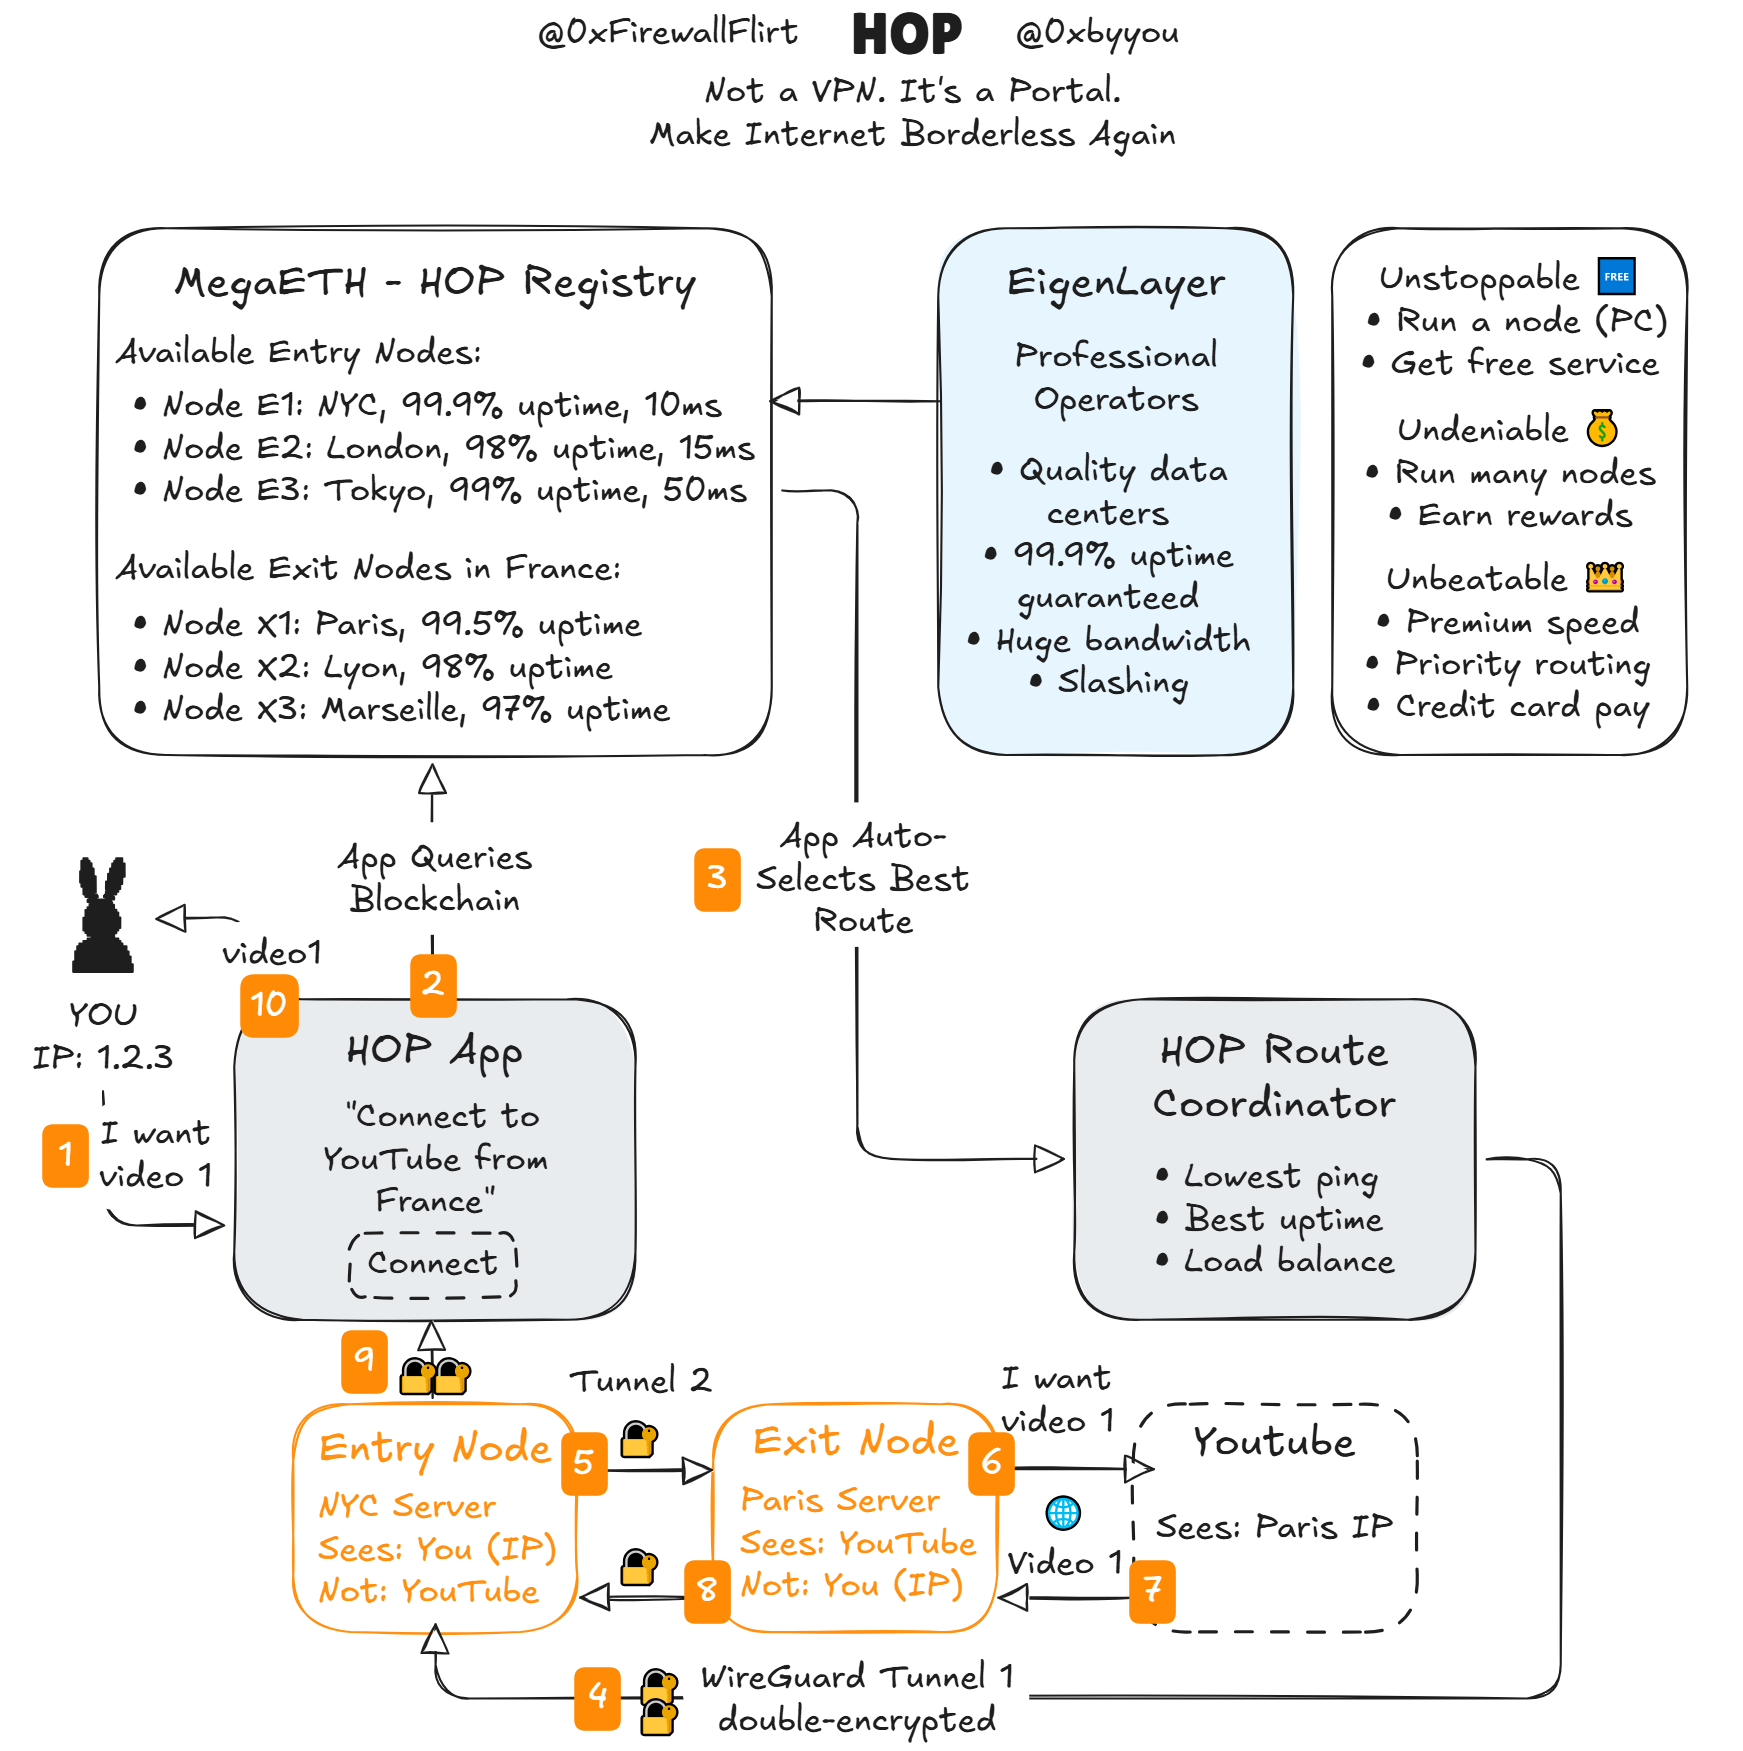 @0xFirewallFlirt HOP @0xbyyou
Not a VPN. It's a Portal.
Make Internet Borderless Again
MegaETH - HOP Registry
Available Entry Nodes:
• Node E1: NYC, 99.9% uptime, 10ms
• Node E2: London, 98% uptime, 15ms
• Node E3: Tokyo, 99% uptime, 50ms
Available Exit Nodes in France:
• Node X1: Paris, 99.5% uptime
• Node X2: Lyon, 98% uptime
• Node X3: Marseille, 97% uptime
EigenLayer
Professional
Operators
• Quality data
centers
• 99.9% uptime
guaranteed
• Huge bandwidth
• Slashing
Unstoppable FREE
• Run a node (PC)
• Get free service
Undeniable
• Run many nodes
• Earn rewards
Unbeatable
• Premium speed
• Priority routing
• Credit card pay
App Queries
Blockchain
2
3
App Auto-
Selects Best
Route
video1
10
YOU
IP: 1.2.3
1
I want
video 1
HOP App
"Connect to
YouTube from
France"
Connect
HOP Route
Coordinator
• Lowest ping
• Best uptime
• Load balance
9
Tunnel 2
Entry Node
NYC Server
Sees: You (IP)
Not: YouTube
5
Exit Node
Paris Server
Sees: YouTube
Not: You (IP)
8
I want
video 1
6
Video 1
7
Youtube
Sees: Paris IP
4
WireGuard Tunnel 1
double-encrypted